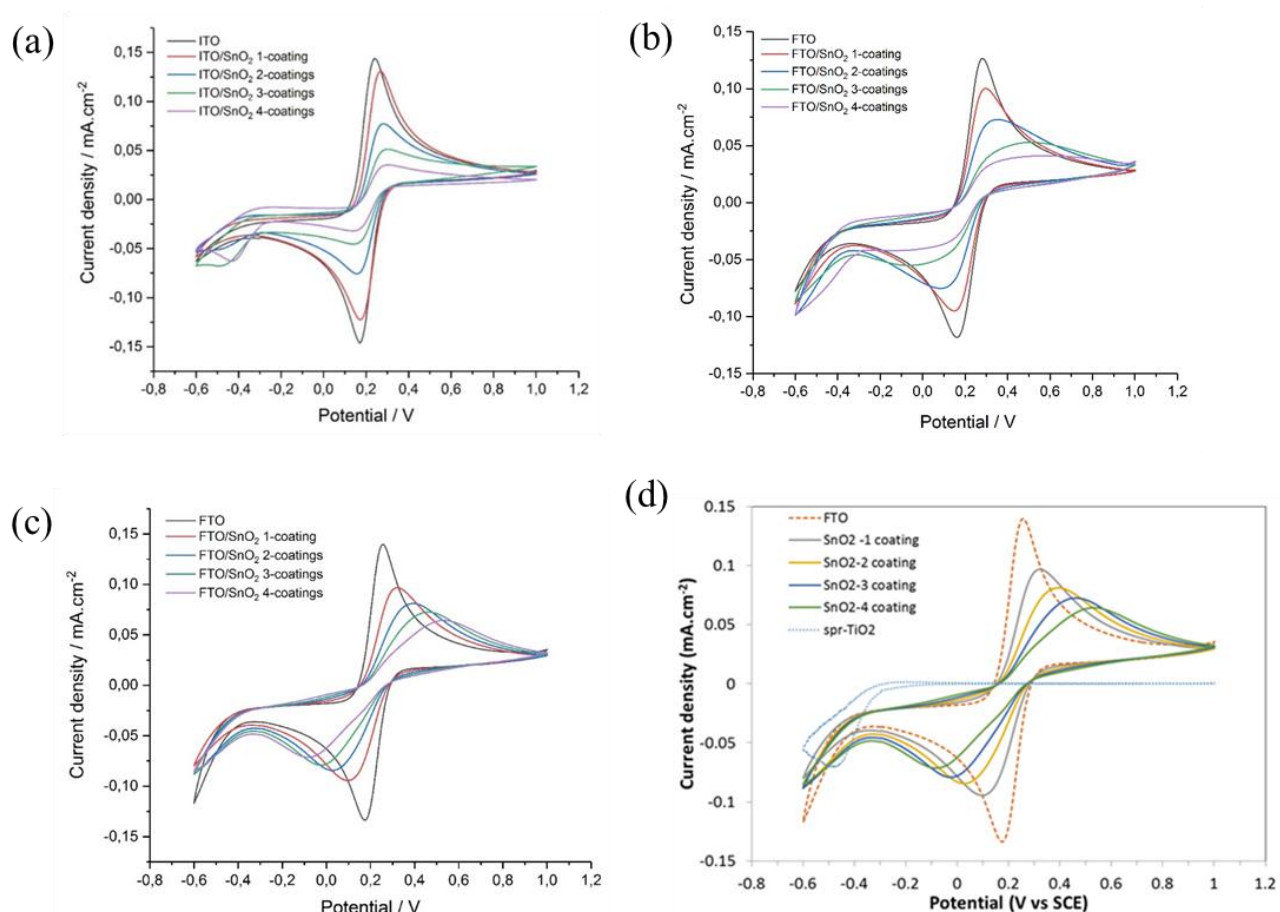 (a)
ITO
ITO/SnO₂ 1-coating
ITO/SnO₂ 2-coatings
ITO/SnO₂ 3-coatings
ITO/SnO₂ 4-coatings
Current density / mA.cm⁻²
0,15
0,10
0,05
0,00
-0,05
-0,10
0,15
-0,8 -0,6 -0,4 -0,2 0,0 0,2 0,4 0,6 0,8 1,0 1,2
Potential / V
(b)
FTO
FTO/SnO₂ 1-coating
FTO/SnO₂ 2-coatings
FTO/SnO₂ 3-coatings
FTO/SnO₂ 4-coatings
Current density / mA.cm⁻²
0,15
0,10
0,05
0,00
-0,05
-0,10
-0,15
-0,8 -0,6 -0,4 -0,2 0,0 0,2 0,4 0,6 0,8 1,0 1,2
Potential / V
(c)
FTO
FTO/SnO₂ 1-coating
FTO/SnO₂ 2-coatings
FTO/SnO₂ 3-coatings
FTO/SnO₂ 4-coatings
Current density / mA.cm⁻²
0,15
0,10
0,05
0,00
-0,05
-0,10
-0,15
-0,8 -0,6 -0,4 -0,2 0,0 0,2 0,4 0,6 0,8 1,0 1,2
Potential / V
(d)
FTO
SnO2 -1 coating
SnO2-2 coating
SnO2-3 coating
SnO2-4 coating
spr-TiO2
Current density (mA.cm⁻²)
0.15
0.1
0.05
0
-0.05
-0.1
-0.15
-0.8 -0.6 -0.4 -0.2 0 0.2 0.4 0.6 0.8 1 1.2
Potential (V vs SCE)